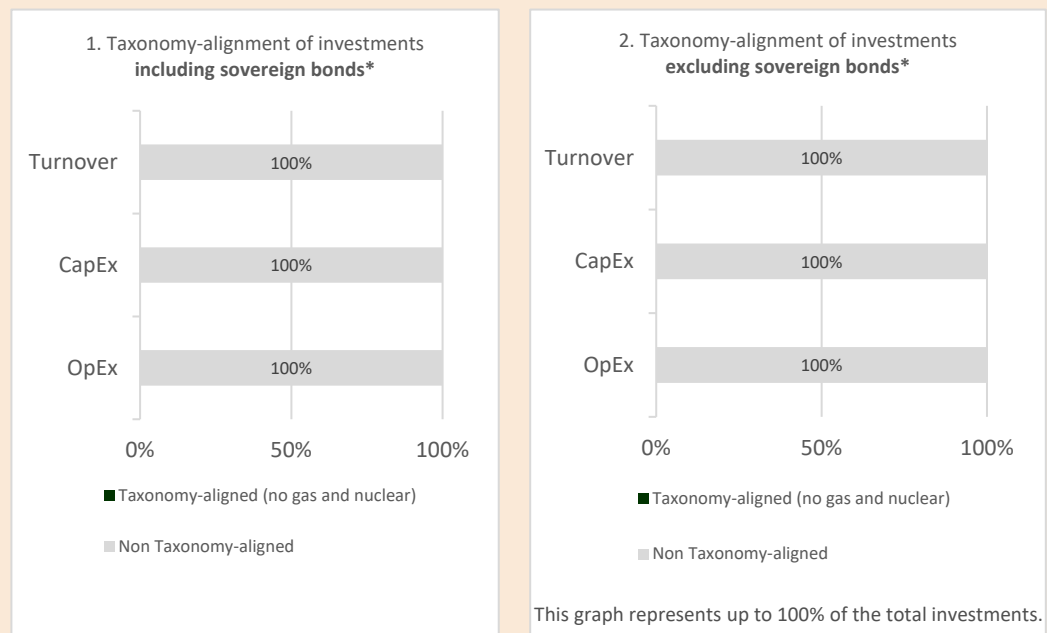 1. Taxonomy-alignment of investments
including sovereign bonds*
Turnover
100%
CapEx
100%
OpEx
100%
0%
50%
100%
Taxonomy-aligned (no gas and nuclear)
Non Taxonomy-aligned
2. Taxonomy-alignment of investments
excluding sovereign bonds*
Turnover
100%
CapEx
100%
OpEx
100%
0%
50%
100%
Taxonomy-aligned (no gas and nuclear)
Non Taxonomy-aligned
This graph represents up to 100% of the total investments.